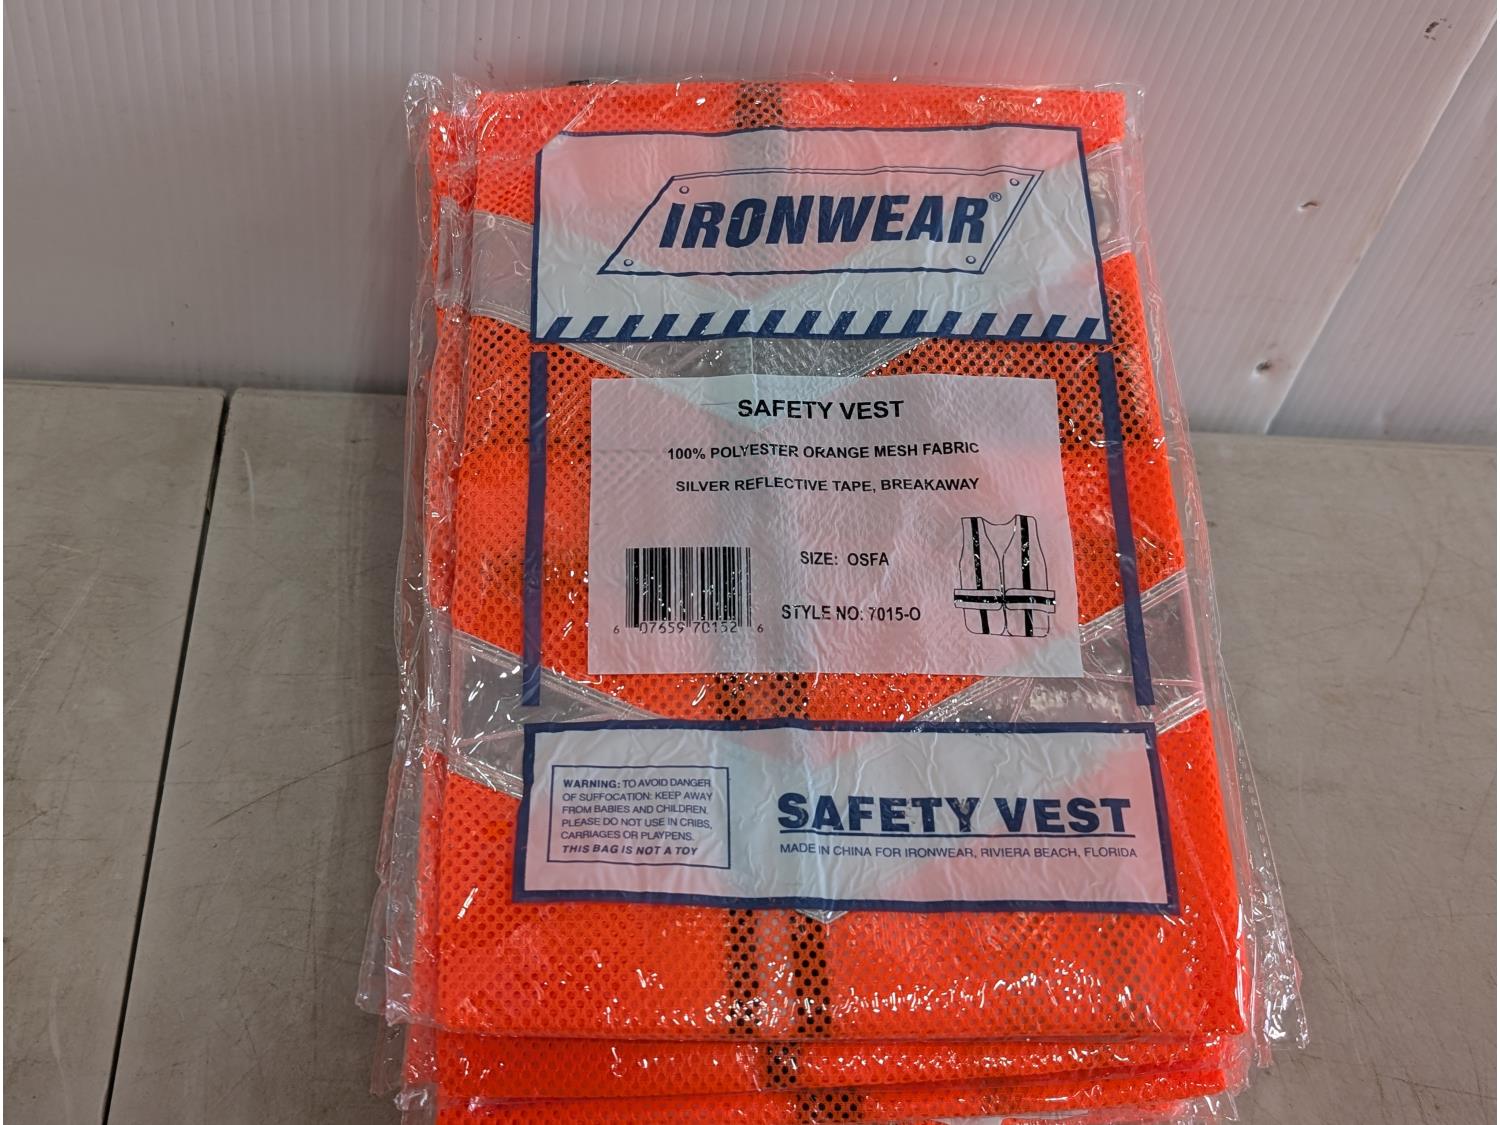 IRONWEAR®
SAFETY VEST
100% POLYESTER ORANGE MESH FABRIC
SILVER REFLECTIVE TAPE, BREAKAWAY
SIZE: OSFA
STYLE NO: 7015-O
6 07659 70152 6
WARNING: TO AVOID DANGER
OF SUFFOCATION: KEEP AWAY
FROM BABIES AND CHILDREN.
PLEASE DO NOT USE IN CRIBS,
CARRIAGES OR PLAYPENS.
THIS BAG IS NOT A TOY
SAFETY VEST
MADE IN CHINA FOR IRONWEAR, RIVIERA BEACH, FLORIDA